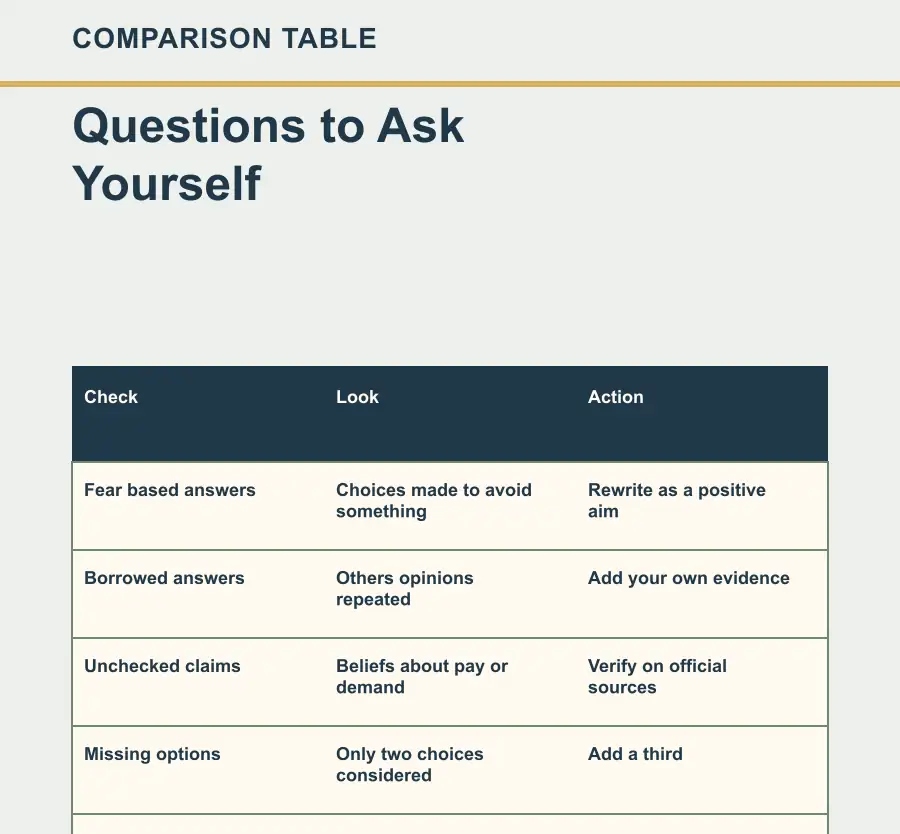 COMPARISON TABLE
Questions to Ask
Yourself
Check
Look
Action
Fear based answers
Choices made to avoid
something
Rewrite as a positive
aim
Borrowed answers
Others opinions
repeated
Add your own evidence
Unchecked claims
Beliefs about pay or
demand
Verify on official
sources
Missing options
Only two choices
considered
Add a third